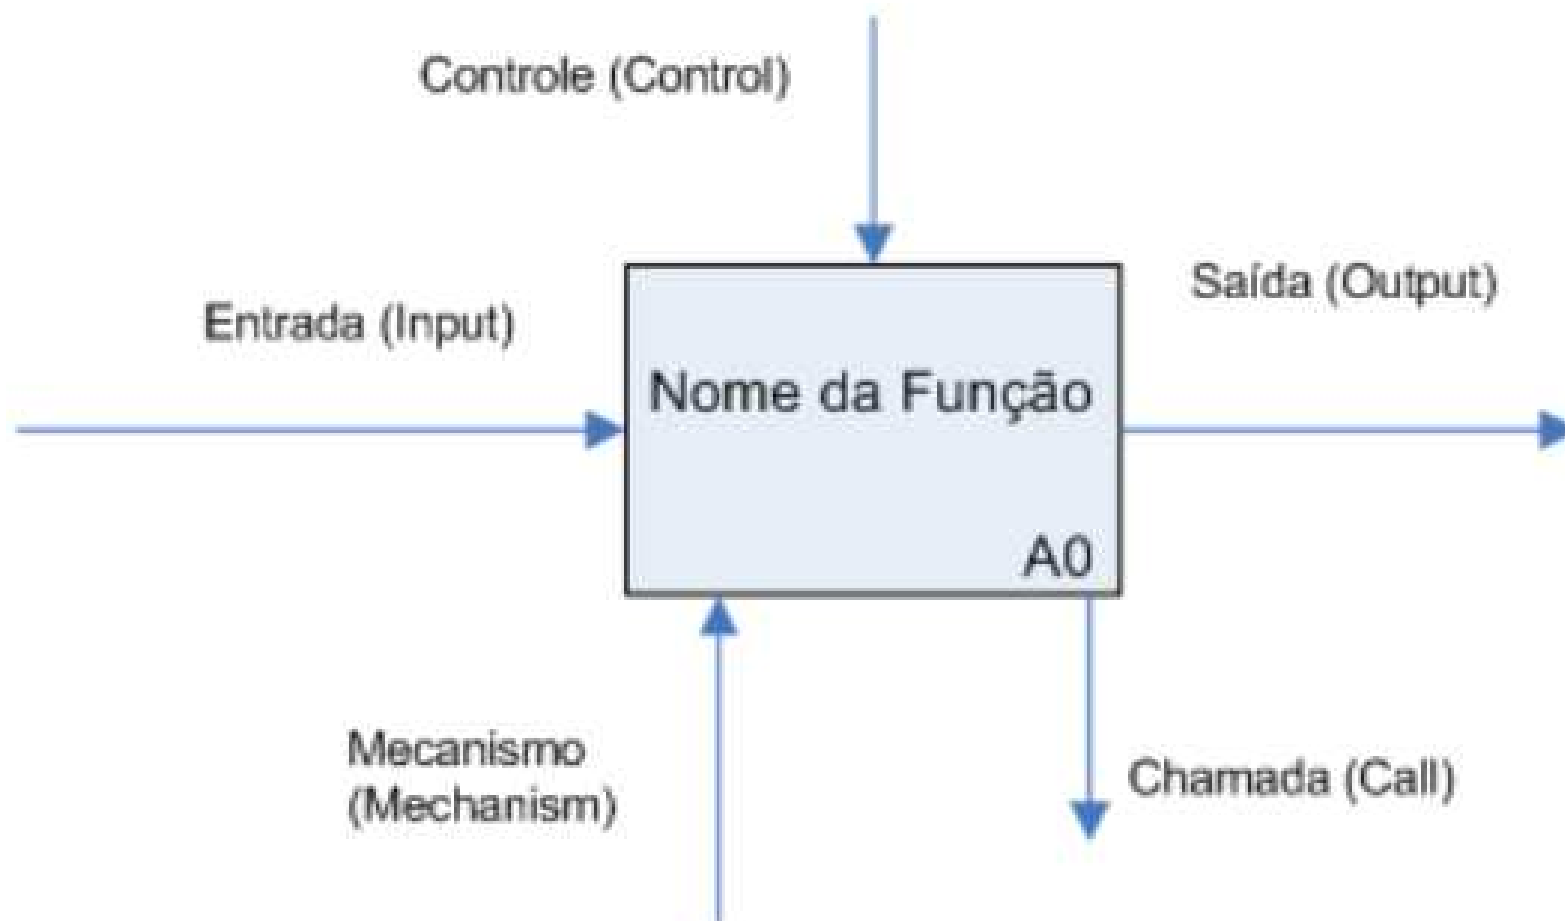 Controle (Control)
Saída (Output)
Entrada (Input)
Nome da Função
A0
Mecanismo
(Mechanism)
Chamada (Call)